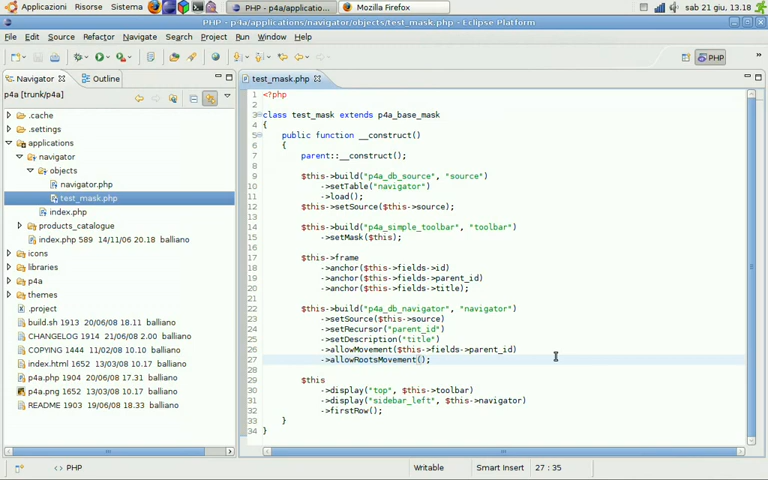 Applicazioni Risorse Sistema PHP - p4a/applicatio... Mozilla Firefox sab 21 giu, 13.18
PHP - p4a/applications/navigator/objects/test_mask.php - Eclipse Platform
File Edit Source Refactor Navigate Search Project Run Window Help
PHP
Navigator Outline
p4a [trunk/p4a]
.cache
.settings
applications
navigator
objects
navigator.php
test_mask.php
index.php
products_catalogue
index.php 589 14/11/06 20.18 balliano
icons
libraries
p4a
themes
.project
build.sh 1913 20/06/08 18.11 balliano
CHANGELOG 1914 21/06/08 2.00 balliano
COPYING 1444 11/02/08 10.10 balliano
index.html 1652 13/03/08 10.17 balliano
p4a.php 1904 20/06/08 17.31 balliano
p4a.png 1652 13/03/08 10.17 balliano
README 1903 19/06/08 18.33 balliano
test_mask.php
1 <?php
2
3 class test_mask extends p4a_base_mask
4 {
5 public function __construct()
6 {
7 parent::__construct();
8
9 $this->build("p4a_db_source", "source")
10 ->setTable("navigator")
11 ->load();
12 $this->setSource($this->source);
13
14 $this->build("p4a_simple_toolbar", "toolbar")
15 ->setMask($this);
16
17 $this->frame
18 ->anchor($this->fields->id)
19 ->anchor($this->fields->parent_id)
20 ->anchor($this->fields->title);
21
22 $this->build("p4a_db_navigator", "navigator")
23 ->setSource($this->source)
24 ->setRecursor("parent_id")
25 ->setDescription("title")
26 ->allowMovement($this->fields->parent_id)
27 ->allowRootsMovement();
28
29 $this
30 ->display("top", $this->toolbar)
31 ->display("sidebar_left", $this->navigator)
32 ->firstRow();
33 }
34 }
<> PHP Writable Smart Insert 27 : 35